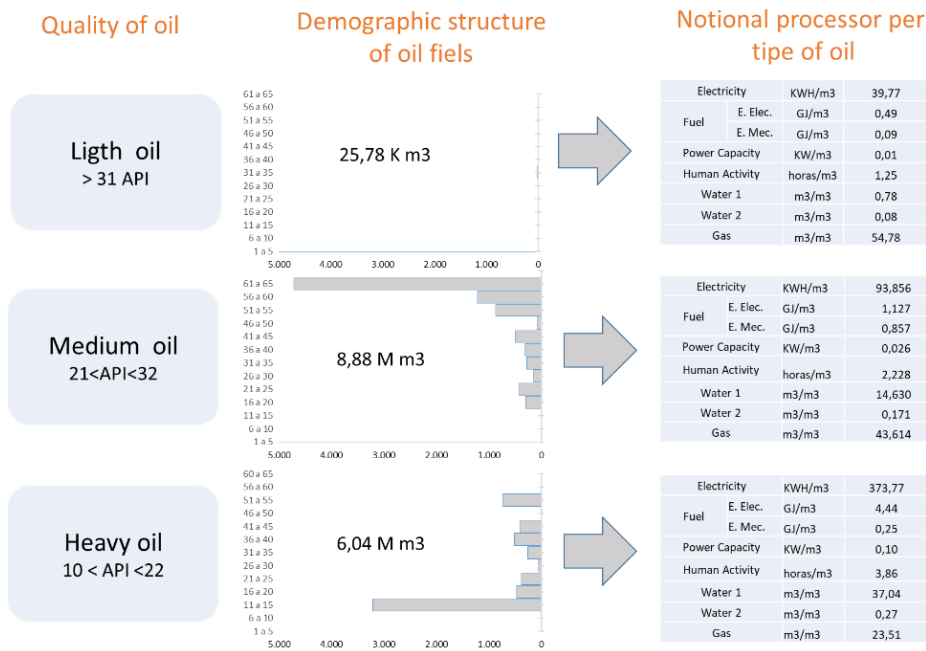 Quality of oil
Demographic structure
of oil fiels
Notional processor per
tipe of oil
Ligth oil
> 31 API
61 a 65
56 a 60
51 a 55
46 a 50
41 a 45
36 a 40
31 a 35
26 a 30
21 a 25
16 a 20
11 a 15
6 a 10
1 a 5
25,78 K m3
5.000 4.000 3.000 2.000 1.000 0
Electricity KWH/m3 39,77
Fuel E. Elec. GJ/m3 0,49
E. Mec. GJ/m3 0,09
Power Capacity KW/m3 0,01
Human Activity horas/m3 1,25
Water 1 m3/m3 0,78
Water 2 m3/m3 0,08
Gas m3/m3 54,78
Medium oil
21<API<32
61 a 65
56 a 60
51 a 55
46 a 50
41 a 45
36 a 40
31 a 35
26 a 30
21 a 25
16 a 20
11 a 15
6 a 10
1 a 5
8,88 M m3
5.000 4.000 3.000 2.000 1.000 0
Electricity KWH/m3 93,856
Fuel E. Elec. GJ/m3 1,127
E. Mec. GJ/m3 0,857
Power Capacity KW/m3 0,026
Human Activity horas/m3 2,228
Water 1 m3/m3 14,630
Water 2 m3/m3 0,171
Gas m3/m3 43,614
Heavy oil
10 < API <22
60 a 65
56 a 60
51 a 55
46 a 50
41 a 45
36 a 40
31 a 35
26 a 30
21 a 25
16 a 20
11 a 15
6 a 10
1 a 5
6,04 M m3
5.000 4.000 3.000 2.000 1.000 0
Electricity KWH/m3 373,77
Fuel E. Elec. GJ/m3 4,44
E. Mec. GJ/m3 0,25
Power Capacity KW/m3 0,10
Human Activity horas/m3 3,86
Water 1 m3/m3 37,04
Water 2 m3/m3 0,27
Gas m3/m3 23,51